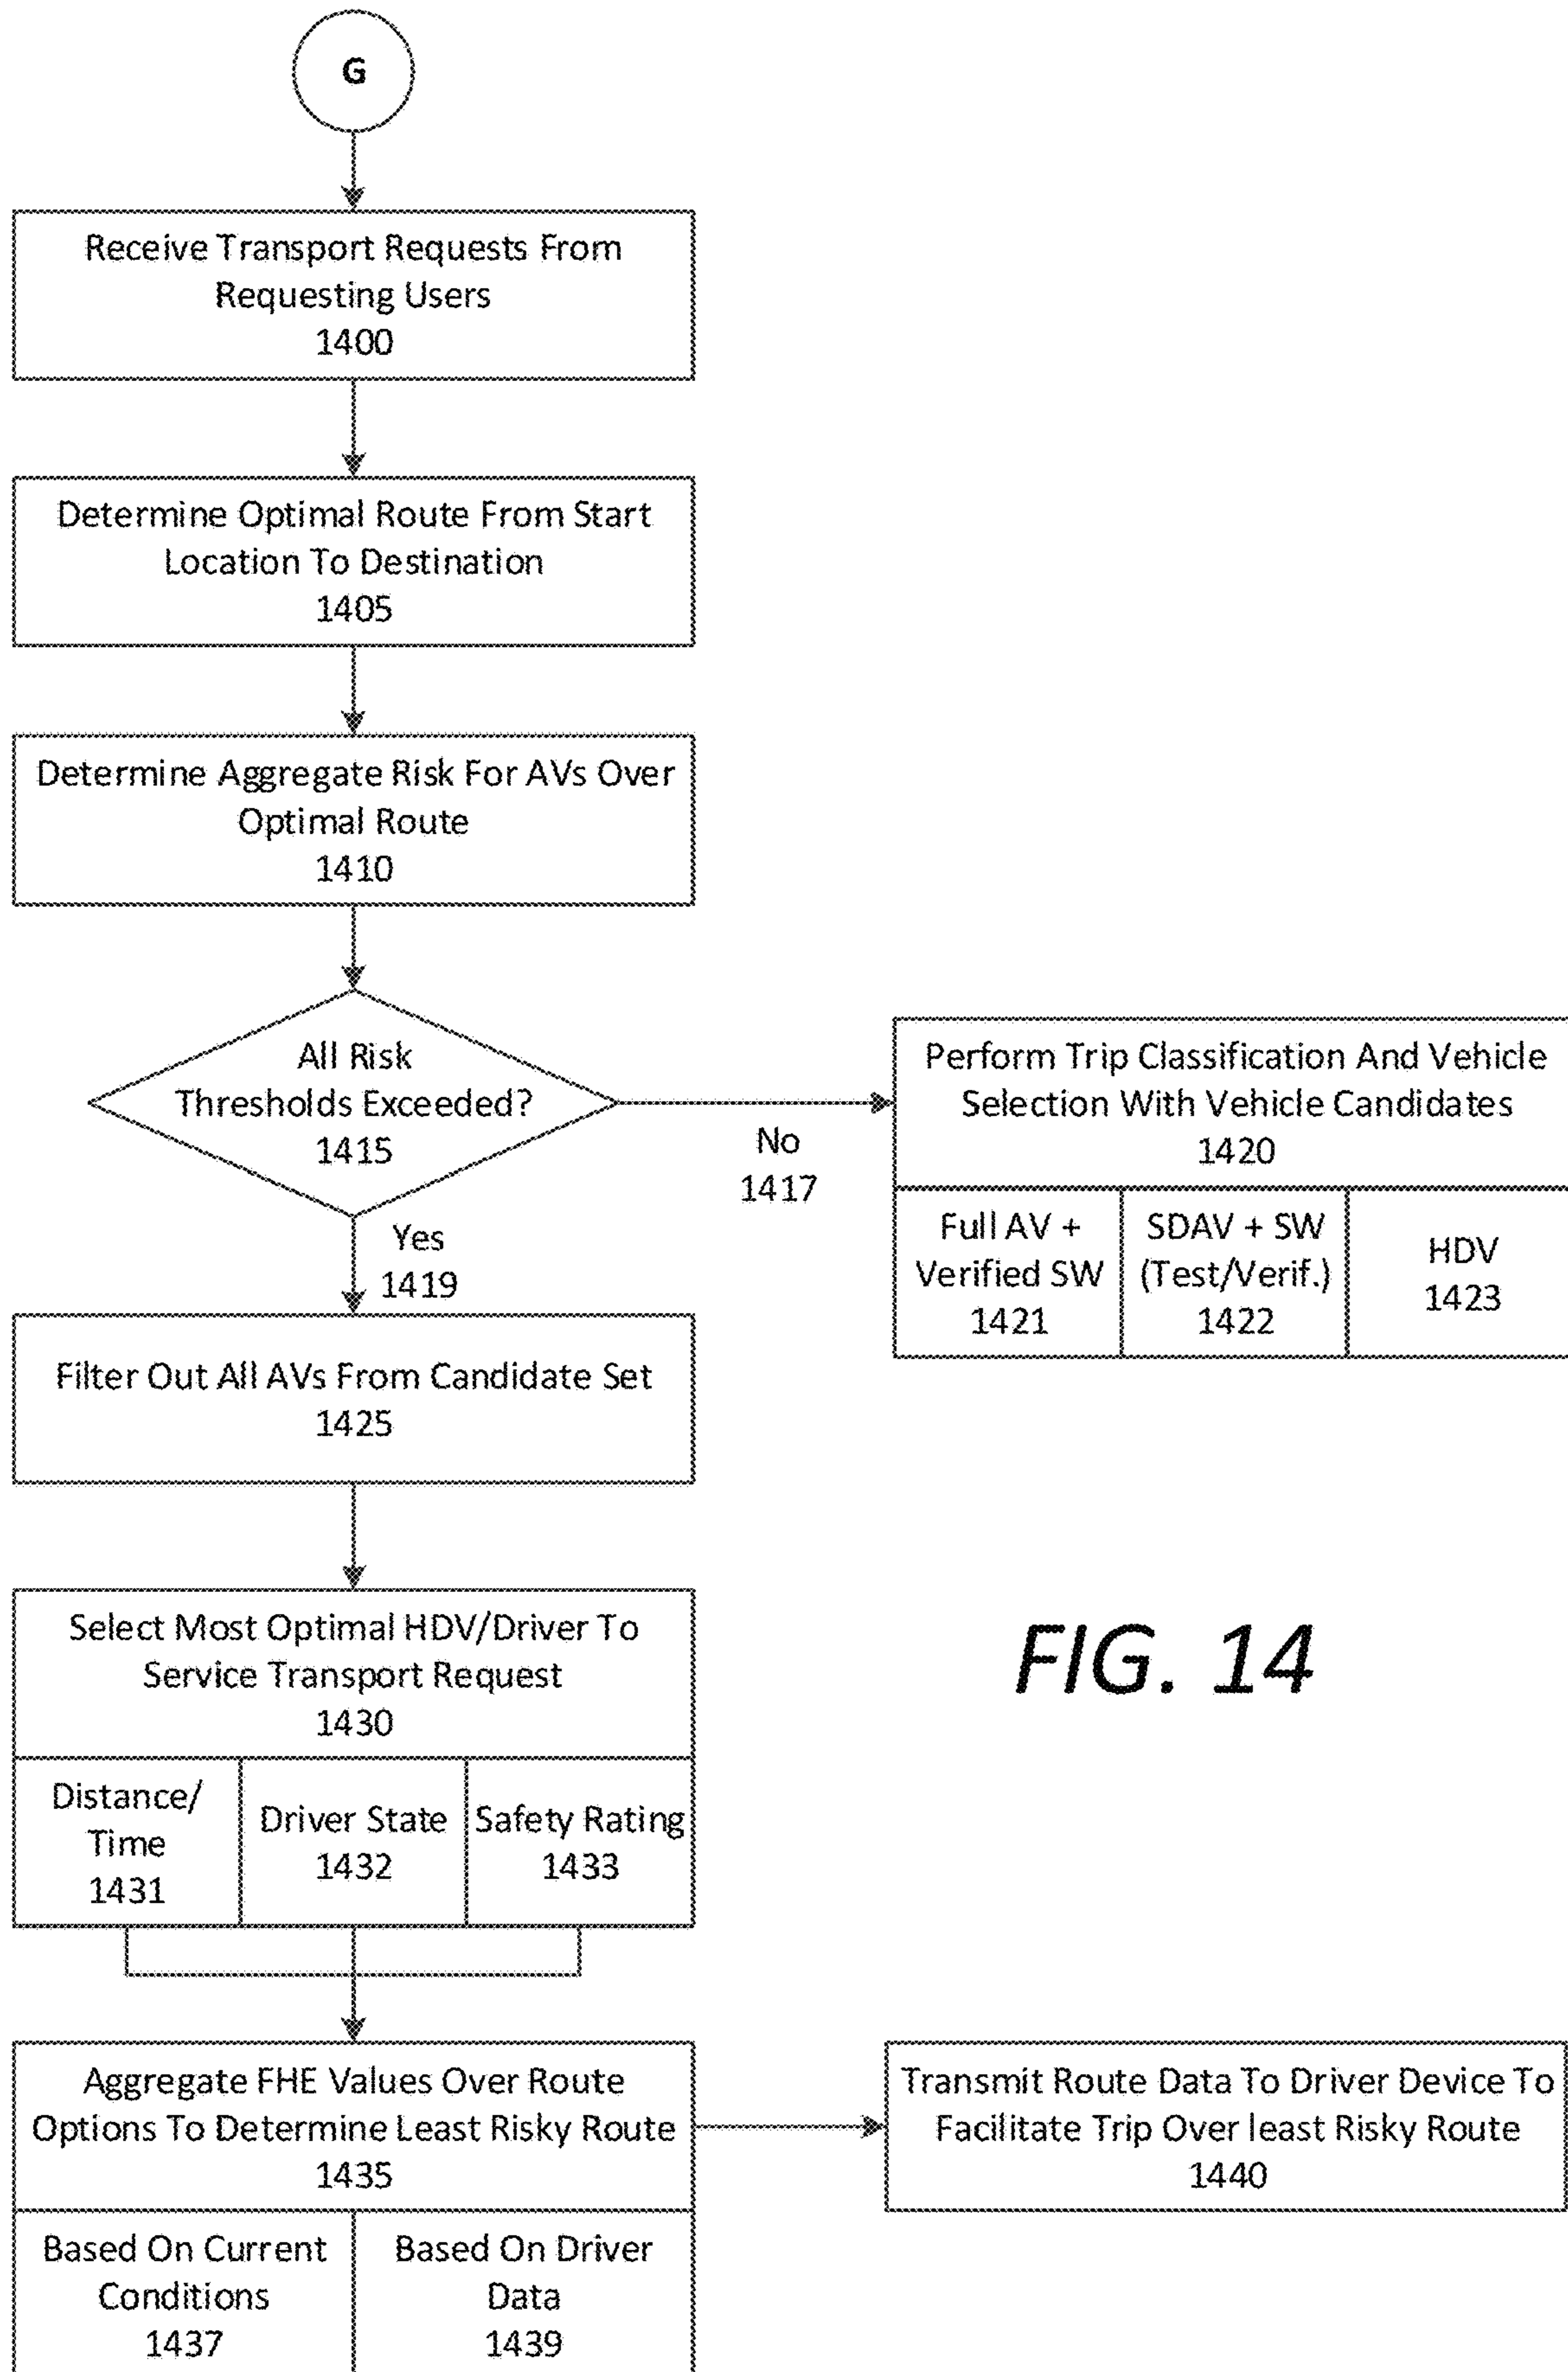 G
Receive Transport Requests From
Requesting Users
1400
Determine Optimal Route From Start
Location To Destination
1405
Determine Aggregate Risk For AVs Over
Optimal Route
1410
All Risk
Thresholds Exceeded?
1415
No
1417
Perform Trip Classification And Vehicle
Selection With Vehicle Candidates
1420
Full AV +
Verified SW
1421
SDAV + SW
(Test/Verif.)
1422
HDV
1423
Yes
1419
Filter Out All AVs From Candidate Set
1425
Select Most Optimal HDV/Driver To
Service Transport Request
1430
Distance/
Time
1431
Driver State
1432
Safety Rating
1433
FIG. 14
Aggregate FHE Values Over Route
Options To Determine Least Risky Route
1435
Based On Current
Conditions
1437
Based On Driver
Data
1439
Transmit Route Data To Driver Device To
Facilitate Trip Over least Risky Route
1440